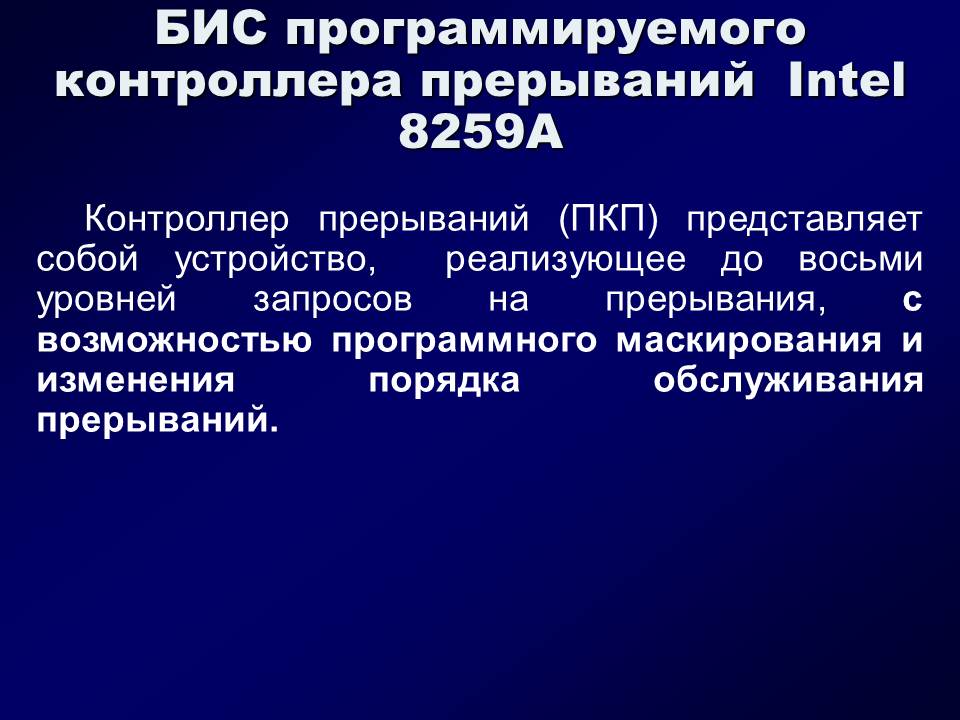 БИС программируемого
контроллера прерываний Intel
8259A
Контроллер прерываний (ПКП) представляет
собой устройство, реализующее до восьми
уровней запросов на прерывания, с
возможностью программного маскирования и
изменения порядка обслуживания
прерываний.